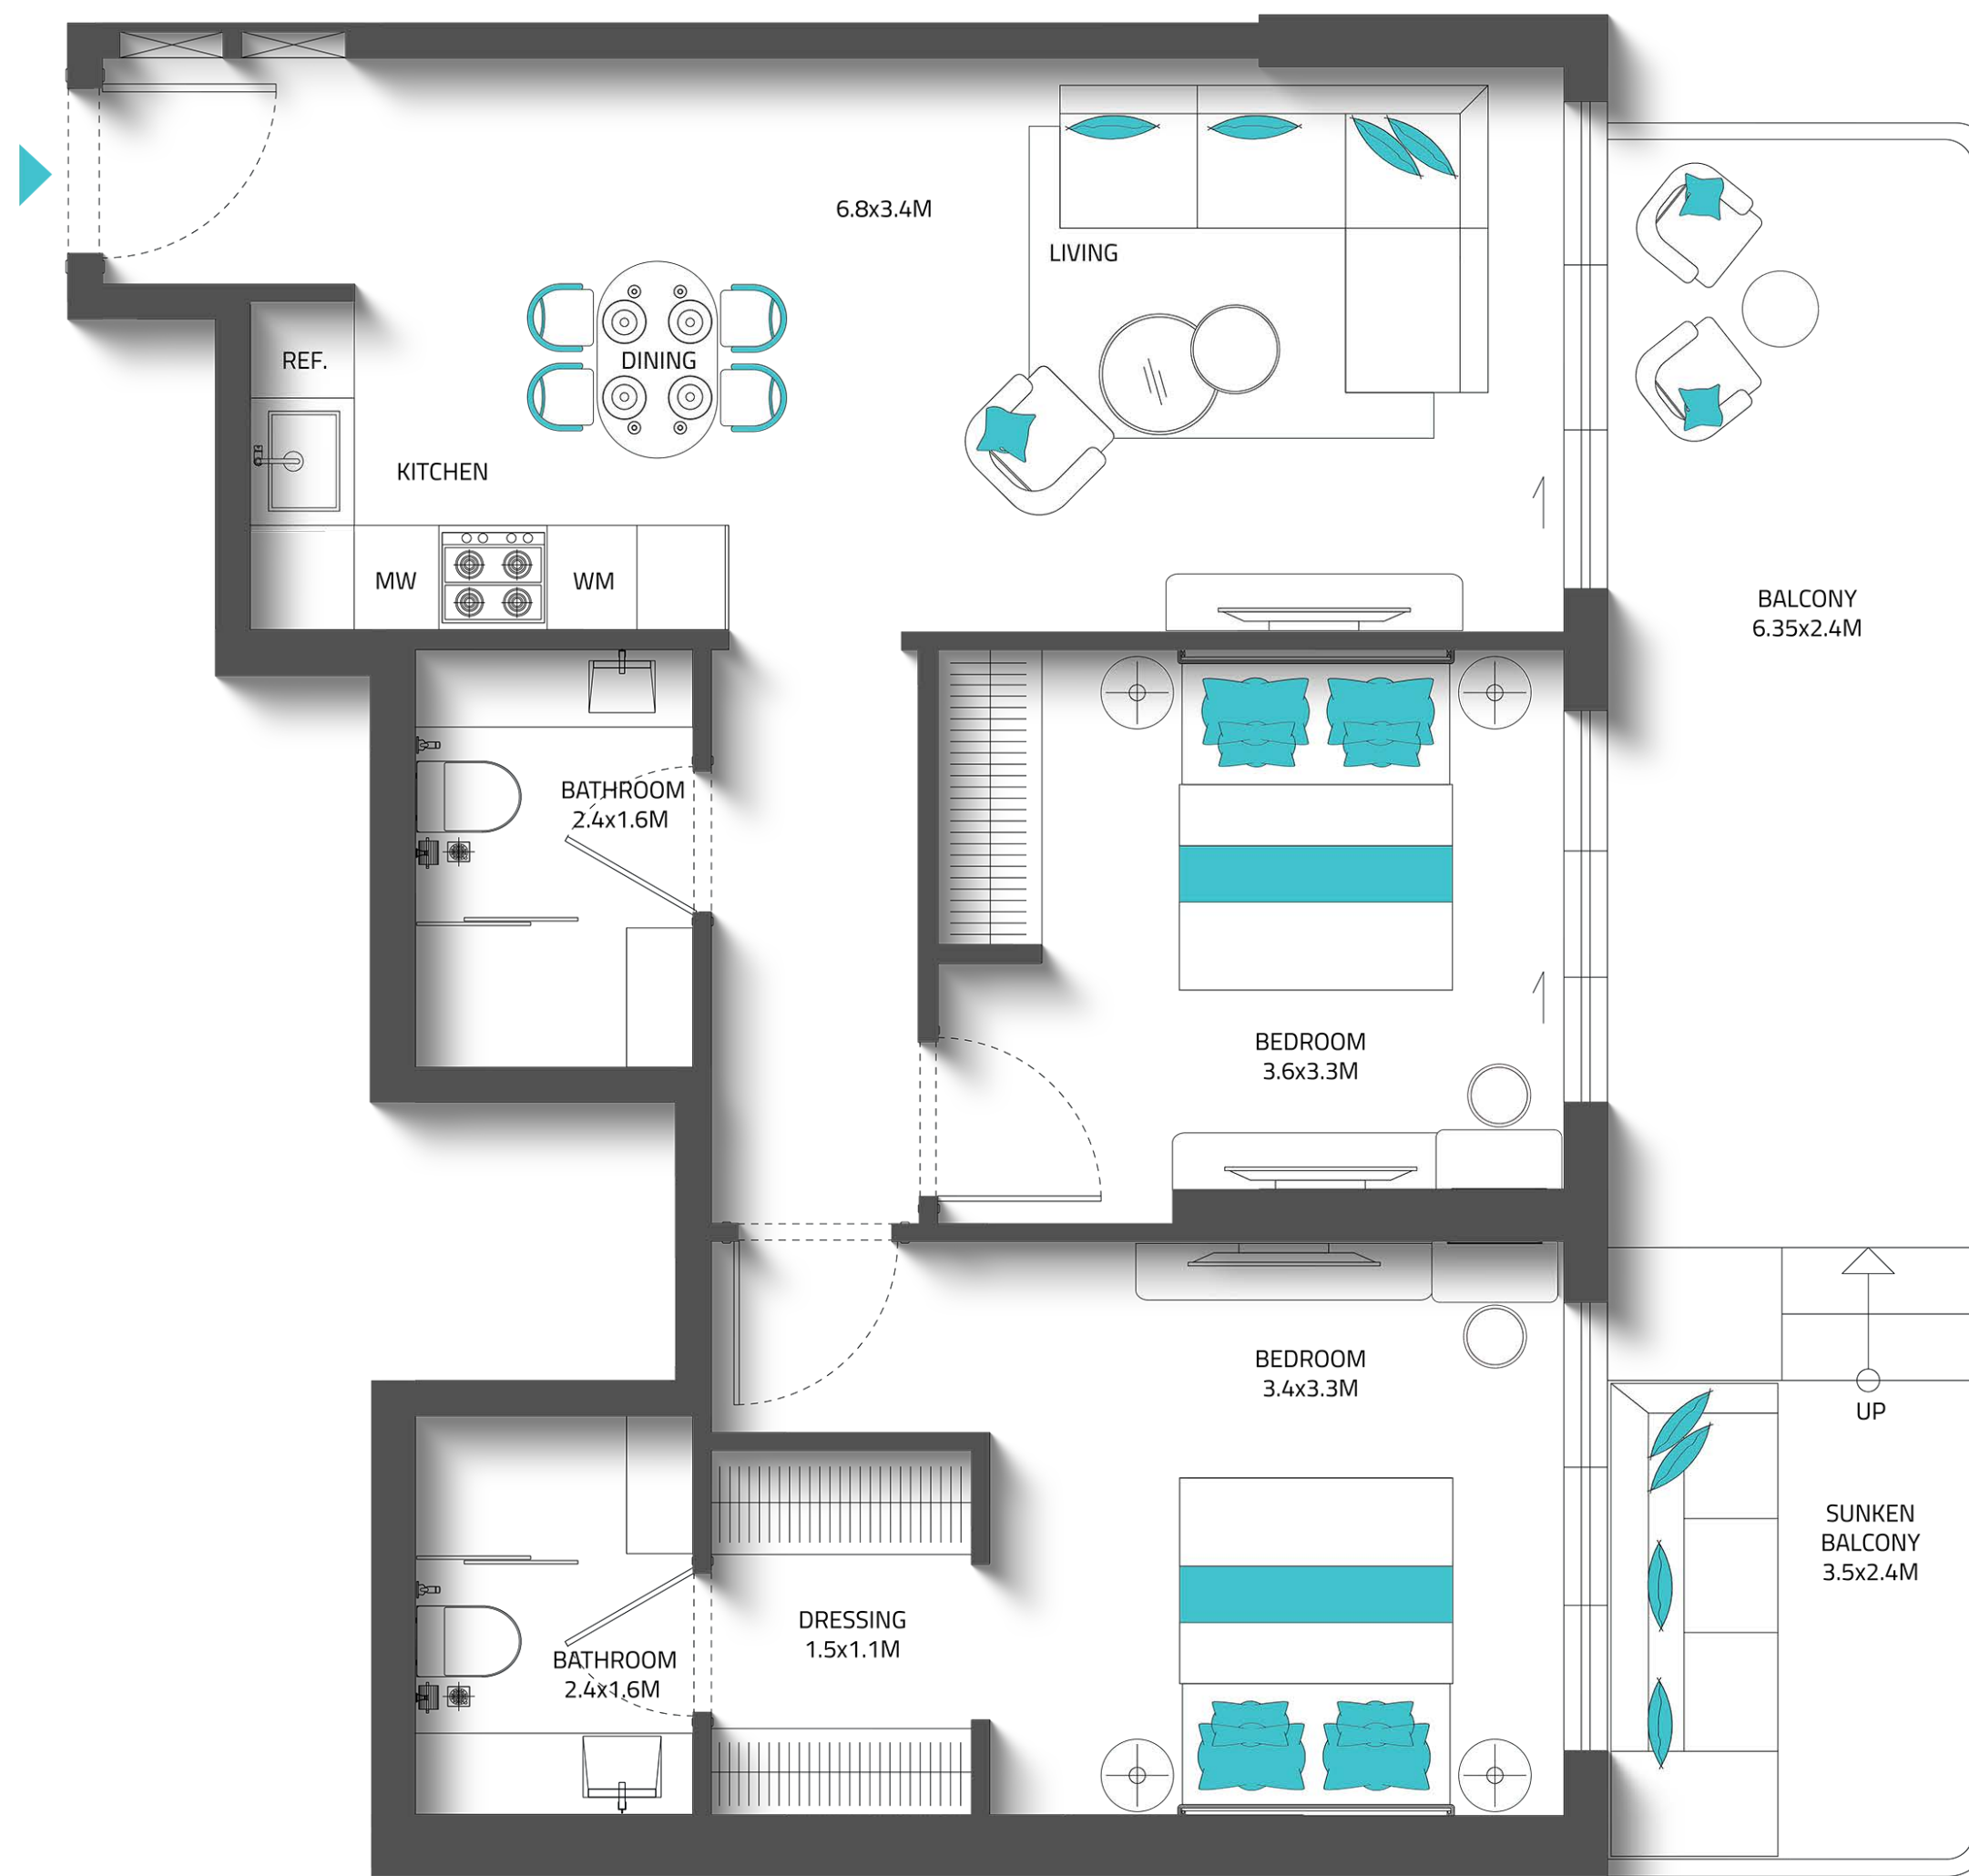 6.8x3.4M
LIVING
REF.
DINING
KITCHEN
MW
WM
BALCONY
6.35x2.4M
BATHROOM
2.4x1.6M
BEDROOM
3.6x3.3M
BEDROOM
3.4x3.3M
UP
SUNKEN
BALCONY
3.5x2.4M
DRESSING
1.5x1.1M
BATHROOM
2.4x1.6M